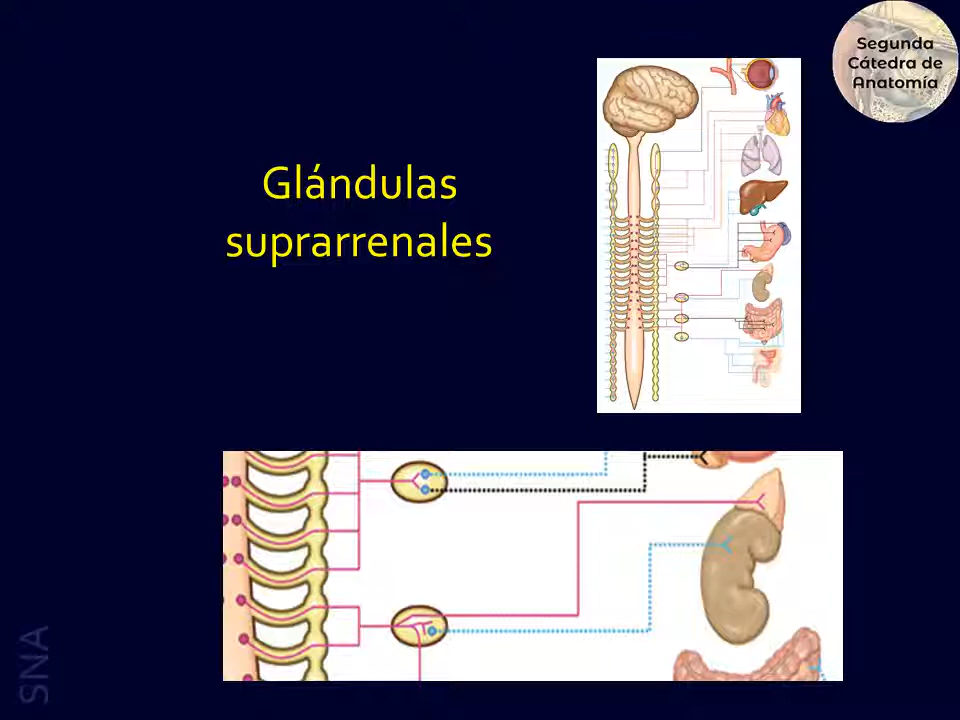 Segunda
Cátedra de
Anatomía
Glándulas
suprarrenales
SNA